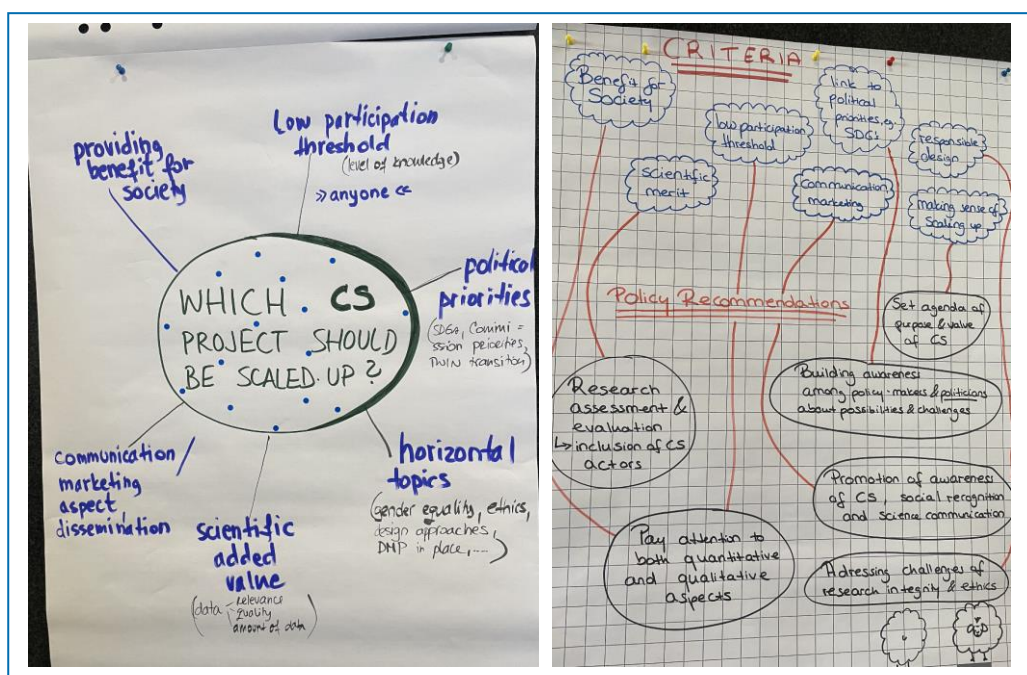 Low participation
threshold
(level of knowledge)
»anyone«
providing
benefit for
society
political
priorities
(SDGs, Commi=
ssion peiorities,
TWIN transition)
WHICH CS
PROJECT SHOULD
BE SCALED-UP?
horizontal
topics
(gender equality, ethics,
design approaches,
DMP in place, .....)
communication/
marketing
aspect,
dissemination
scientific
added
value
(data - relevance
quality
amount of data)
CRITERIA
Benefit for
Society
low participation
threshold
link to
political
priorities, eg.
SDGs
responsible
design
scientific
merit
communication,
marketing
making sense of
scaling up
Policy Recommendations
Set agenda of
purpose & value
of CS
Building awareness
among policy-makers & politicians
about possibilities & challenges
Research
assessment &
evaluation
↳ inclusion of CS
actors
Promotion of awareness
of CS, social recognition
and science communication
Pay attention to
both quantitative
and qualitative
aspects
Adressing challenges of
research integrity & ethics